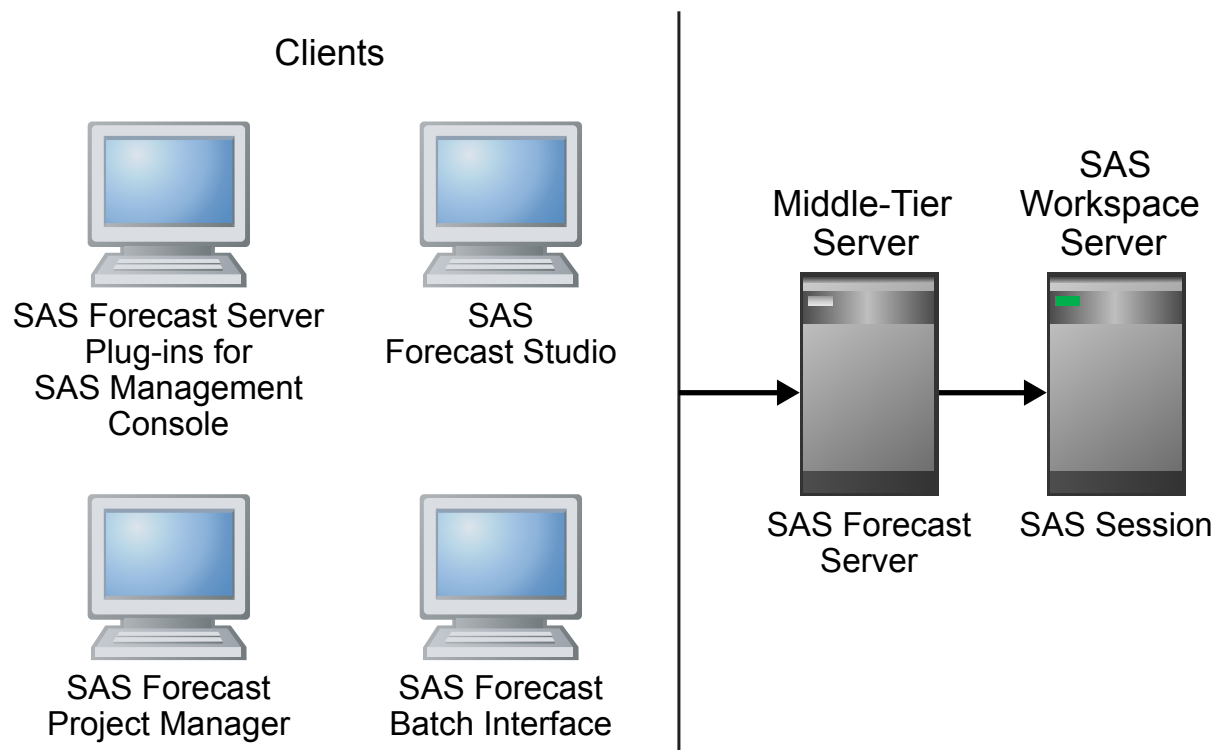 Clients
SAS Forecast Server
Plug-ins for
SAS Management
Console
SAS
Forecast Studio
SAS Forecast
Project Manager
SAS Forecast
Batch Interface
Middle-Tier
Server
SAS Forecast
Server
SAS
Workspace
Server
SAS Session